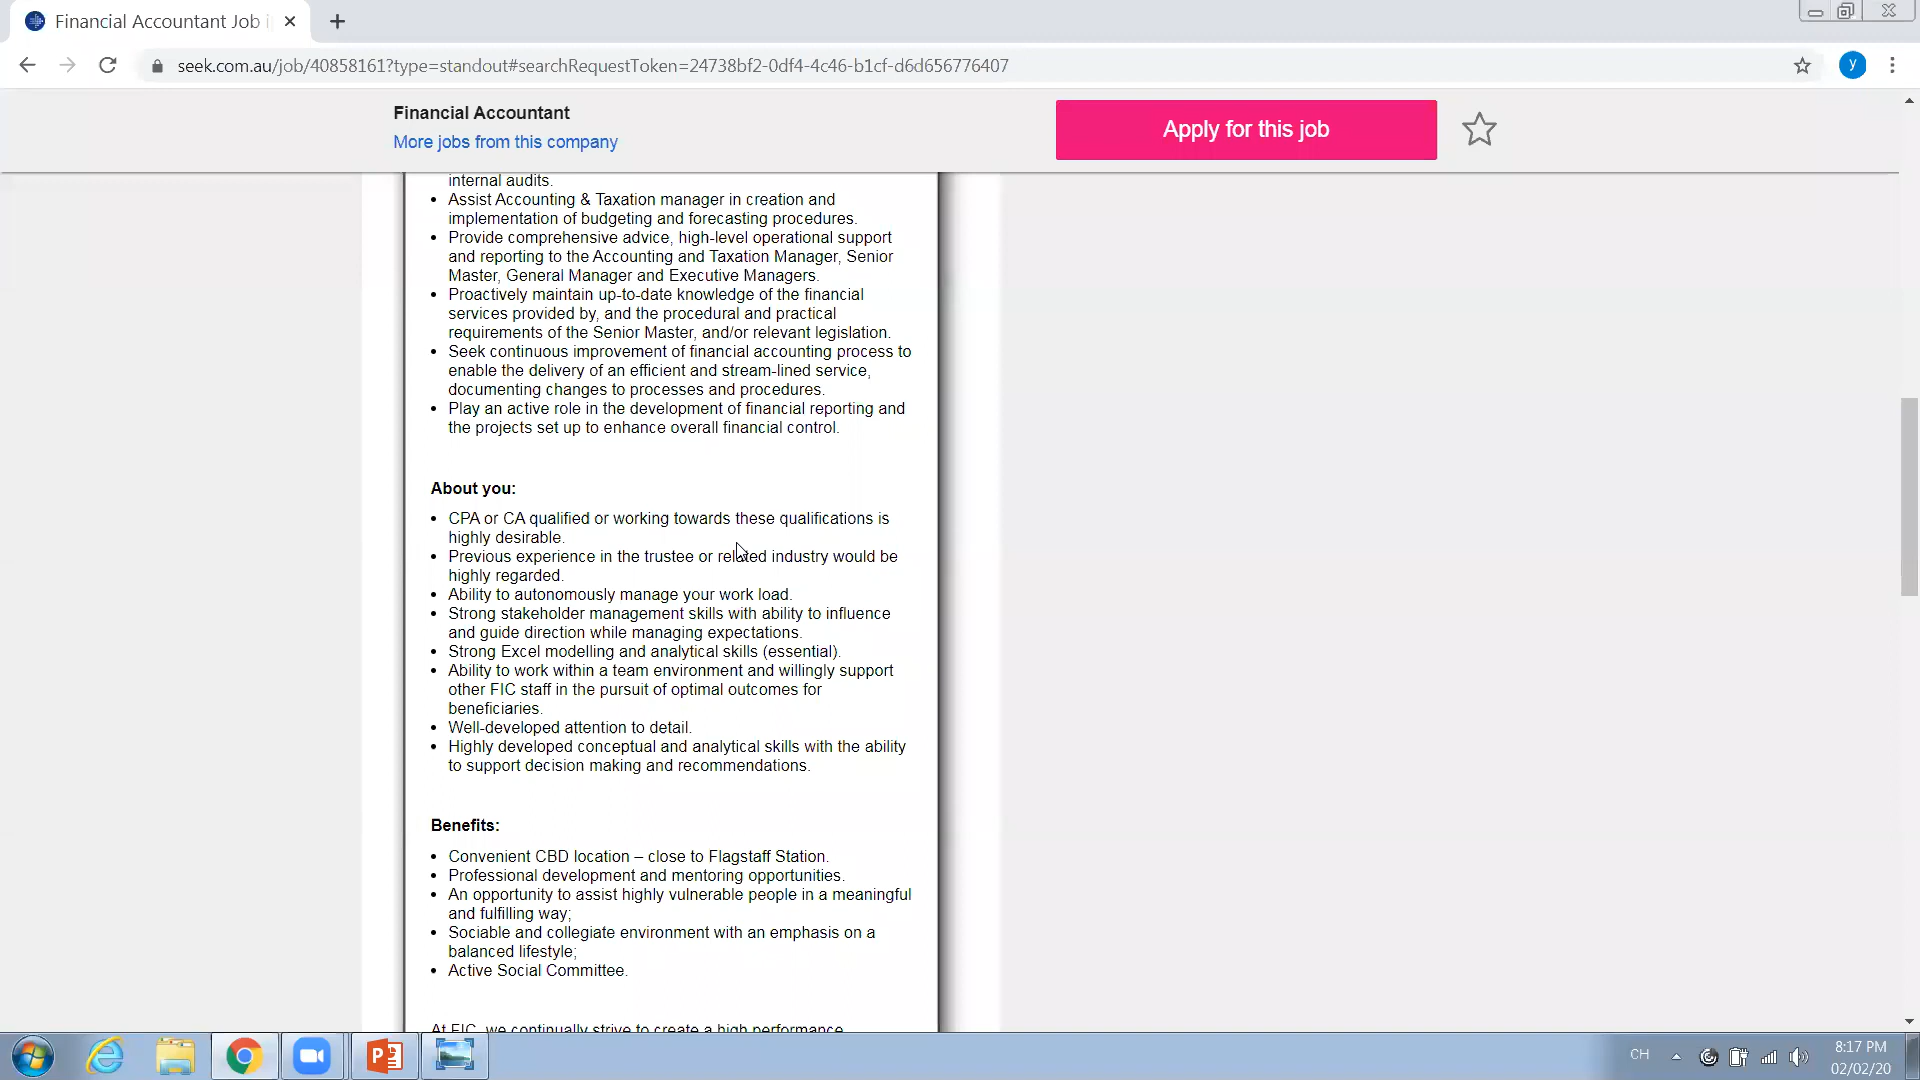 Financial Accountant Job i
seek.com.au/job/40858161?type=standout#searchRequestToken=24738bf2-0df4-4c46-b1cf-d6d656776407
y
Financial Accountant
More jobs from this company
Apply for this job
internal audits.
• Assist Accounting & Taxation manager in creation and
implementation of budgeting and forecasting procedures.
• Provide comprehensive advice, high-level operational support
and reporting to the Accounting and Taxation Manager, Senior
Master, General Manager and Executive Managers.
• Proactively maintain up-to-date knowledge of the financial
services provided by, and the procedural and practical
requirements of the Senior Master, and/or relevant legislation.
• Seek continuous improvement of financial accounting process to
enable the delivery of an efficient and stream-lined service,
documenting changes to processes and procedures.
• Play an active role in the development of financial reporting and
the projects set up to enhance overall financial control.
About you:
• CPA or CA qualified or working towards these qualifications is
highly desirable.
• Previous experience in the trustee or related industry would be
highly regarded.
• Ability to autonomously manage your work load.
• Strong stakeholder management skills with ability to influence
and guide direction while managing expectations.
• Strong Excel modelling and analytical skills (essential).
• Ability to work within a team environment and willingly support
other FIC staff in the pursuit of optimal outcomes for
beneficiaries.
• Well-developed attention to detail.
• Highly developed conceptual and analytical skills with the ability
to support decision making and recommendations.
Benefits:
• Convenient CBD location – close to Flagstaff Station.
• Professional development and mentoring opportunities.
• An opportunity to assist highly vulnerable people in a meaningful
and fulfilling way;
• Sociable and collegiate environment with an emphasis on a
balanced lifestyle;
• Active Social Committee.
At FIC, we continually strive to create a high performance
CH
8:17 PM
02/02/20